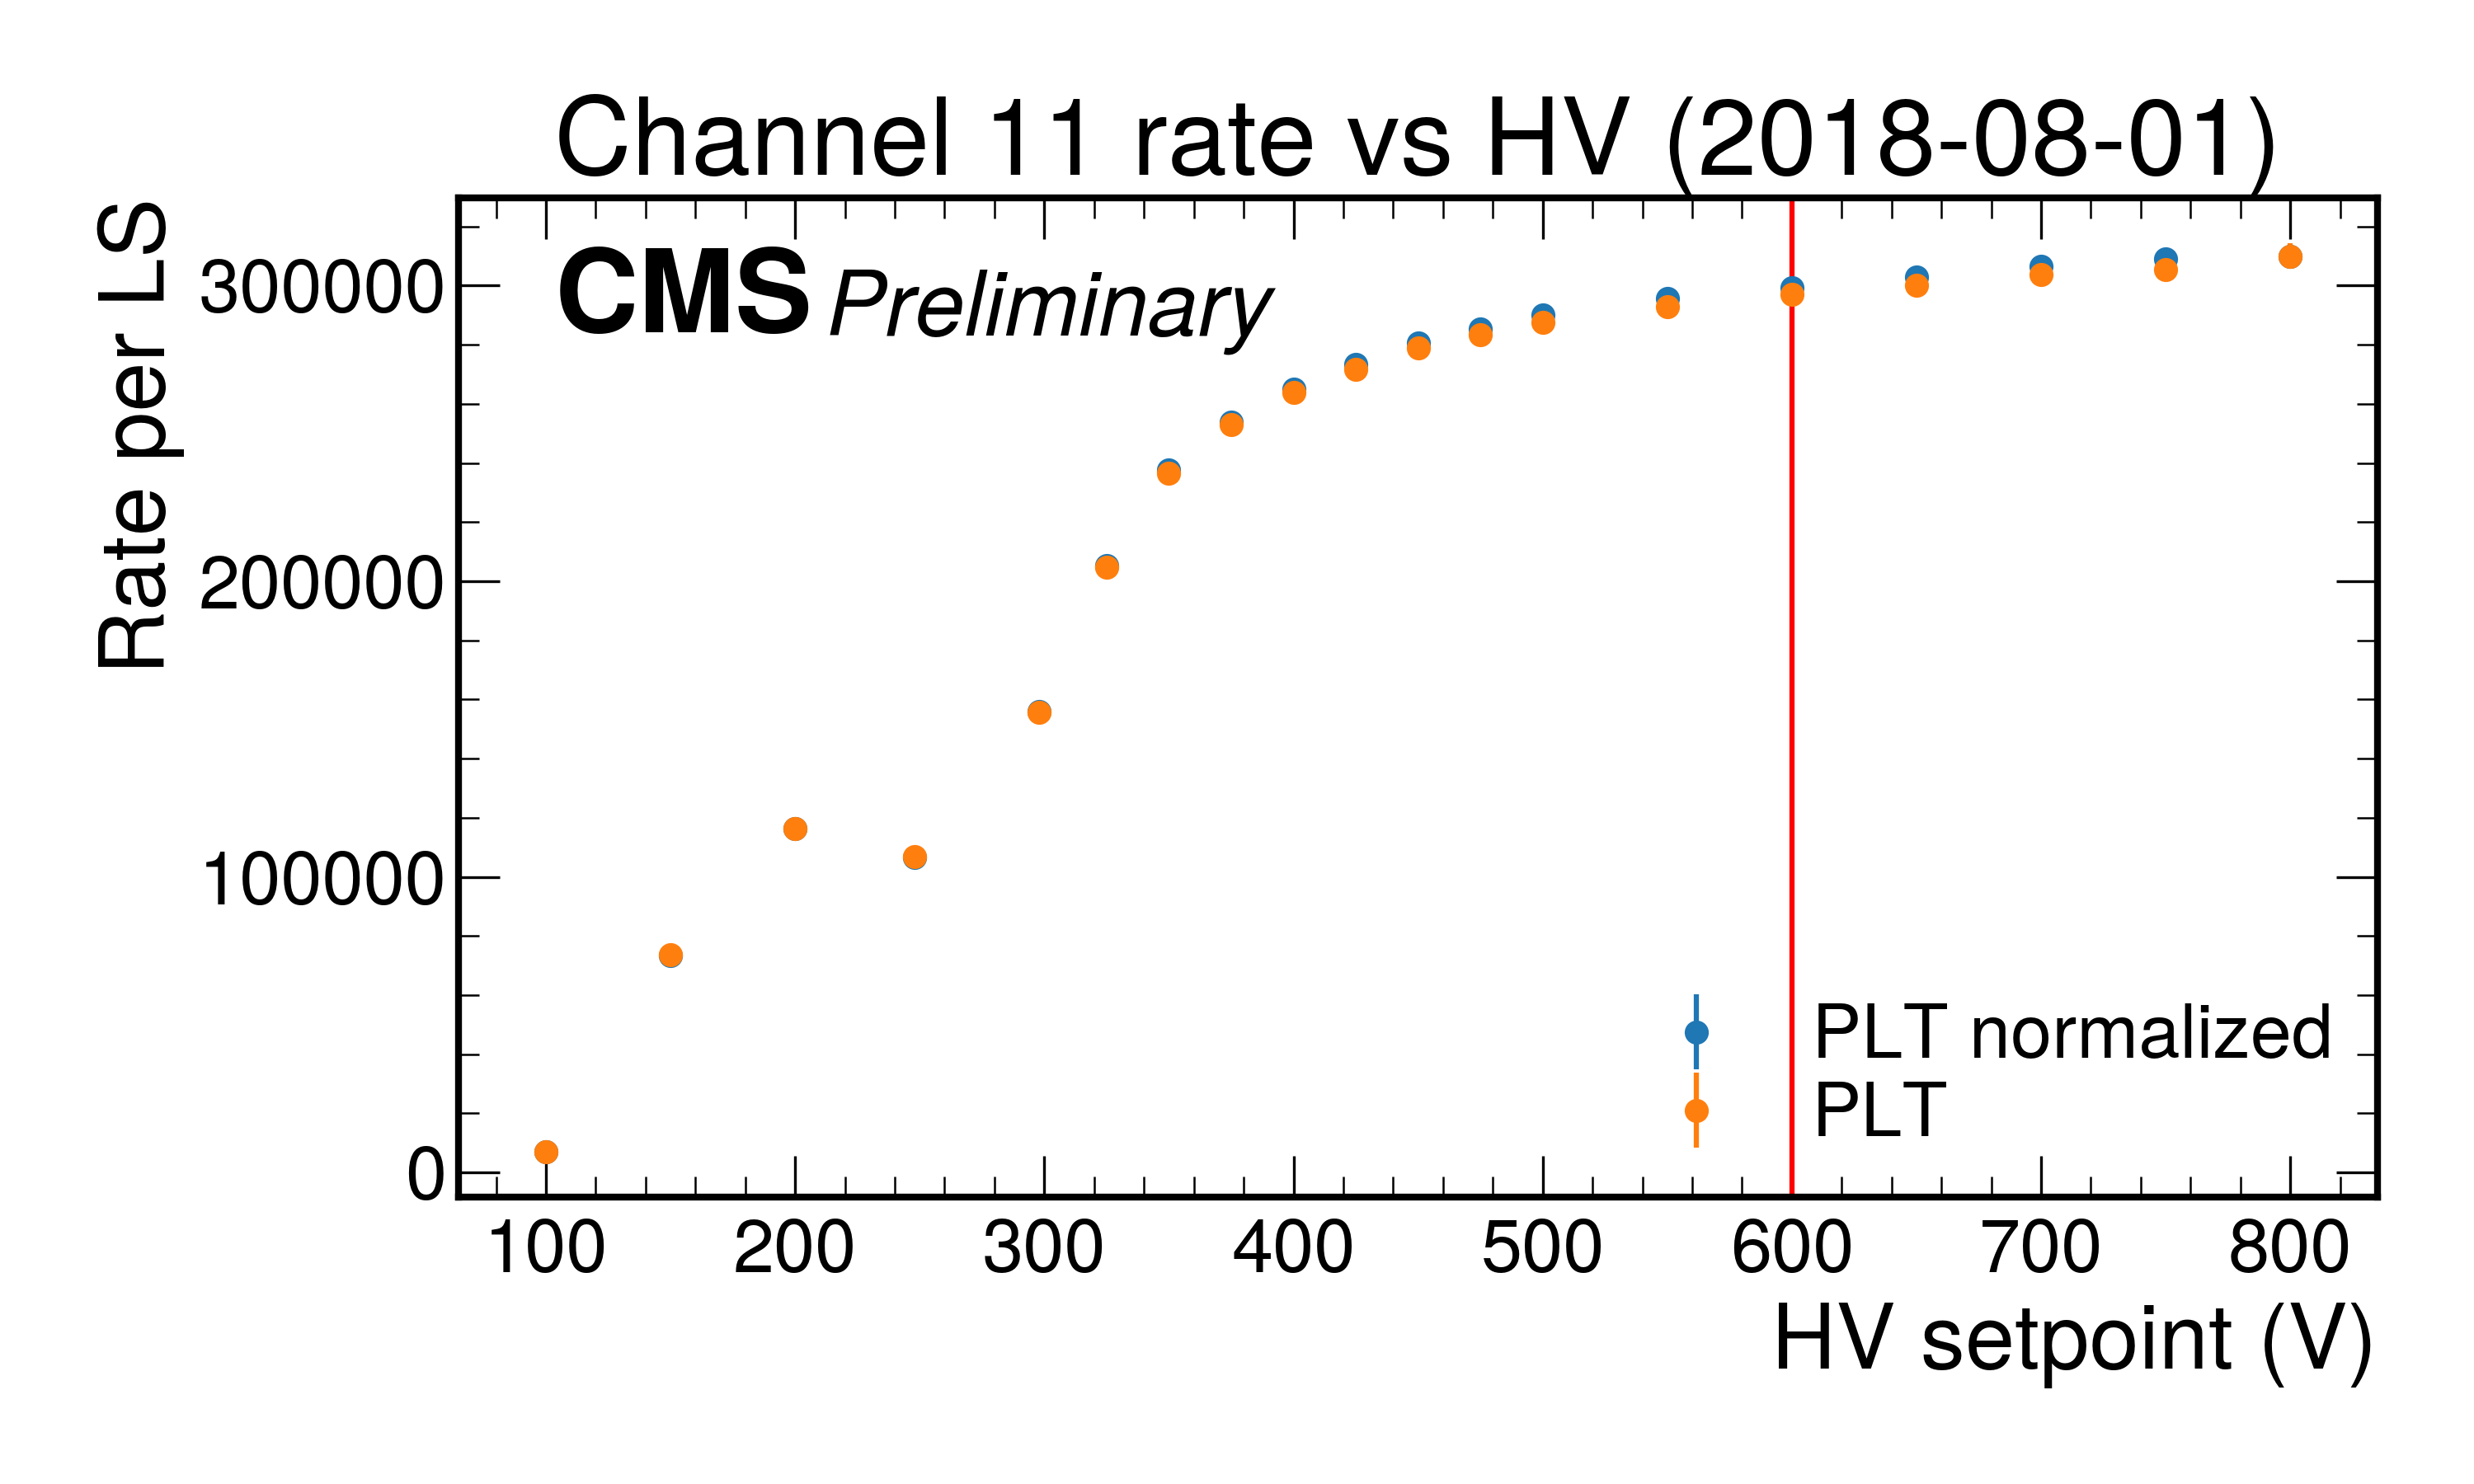 Channel 11 rate vs HV (2018-08-01)
CMS Preliminary
Rate per LS
300000
200000
100000
0
PLT normalized
PLT
100 200 300 400 500 600 700 800
HV setpoint (V)